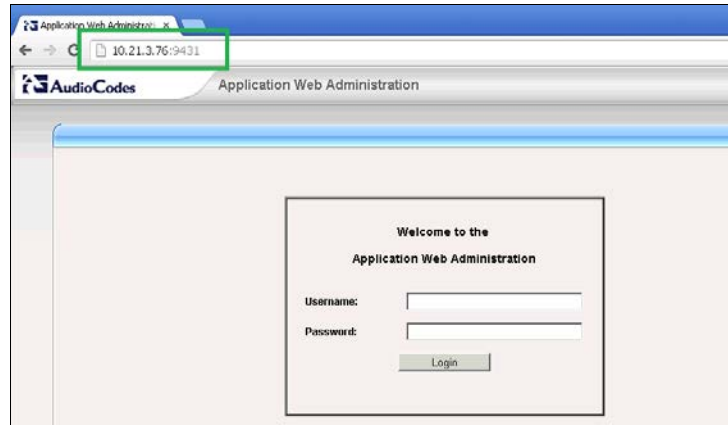 Application Web Administrati
10.21.3.76:9431
AudioCodes
Application Web Administration
Welcome to the
Application Web Administration
Username:
Password:
Login